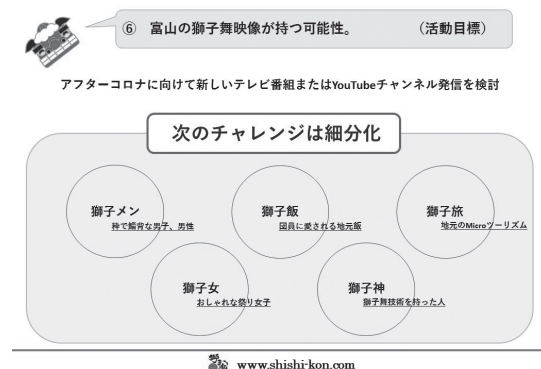 ⑥ 富山の獅子舞映像が持つ可能性。 （活動目標）
アフターコロナに向けて新しいテレビ番組またはYouTubeチャンネル発信を検討
次のチャレンジは細分化
獅子メン
粋で鯔背な男子、男性
獅子飯
団員に愛される地元飯
獅子旅
地元のMicroツーリズム
獅子女
おしゃれな祭り女子
獅子神
獅子舞技術を持った人
www.shishi-kon.com